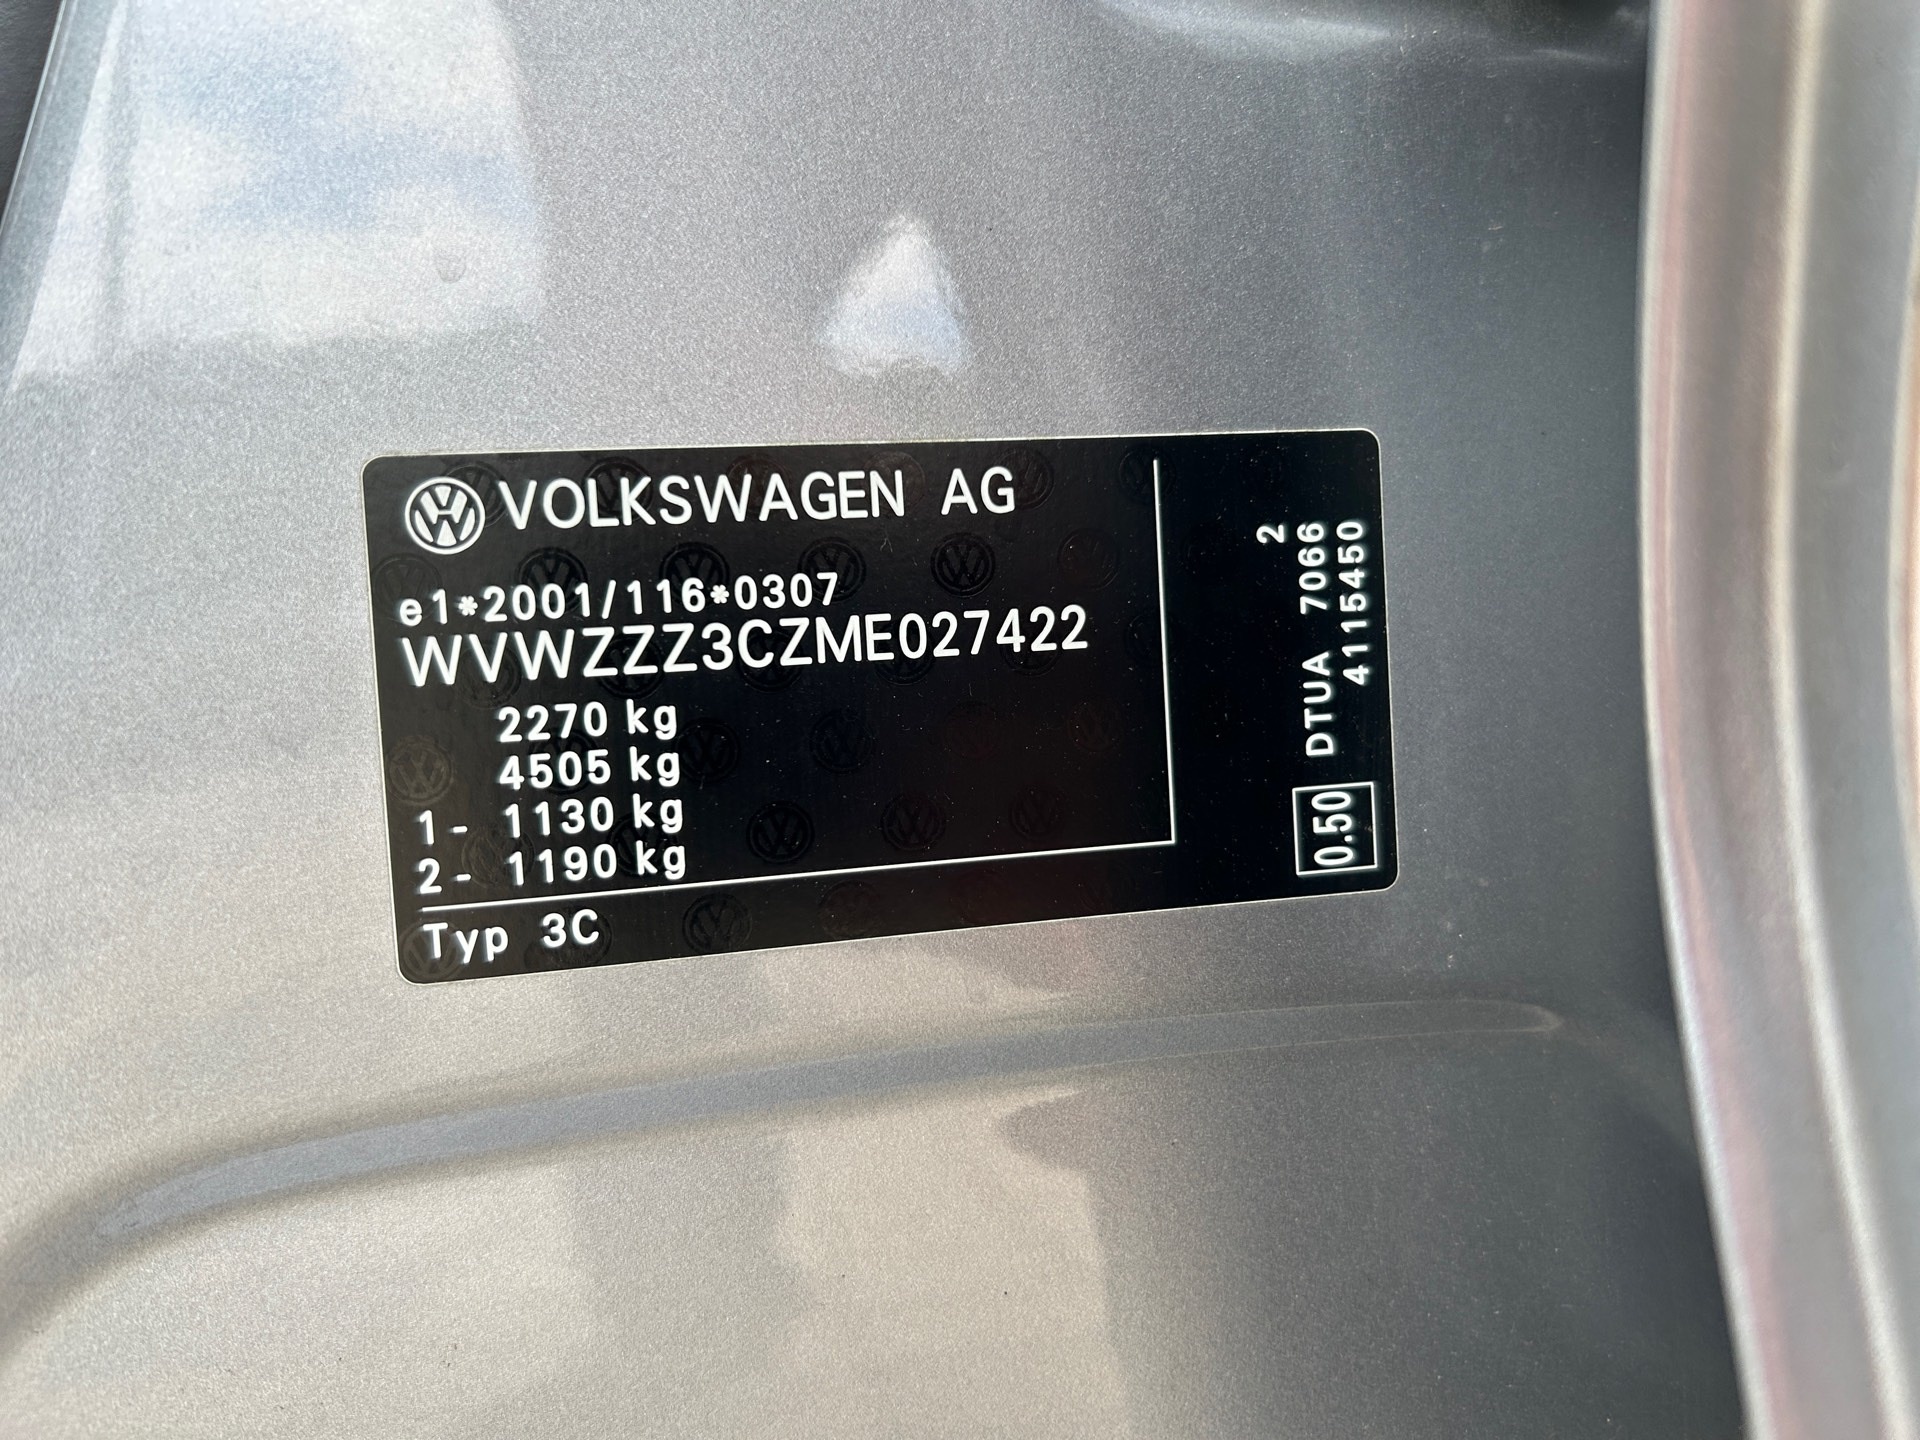 VOLKSWAGEN AG
e1*2001/116*0307
WVWZZZ3CZME027422
2270 kg
4505 kg
1- 1130 kg
2- 1190 kg
Typ 3C
2
0.50 DTUA 7066
4115450